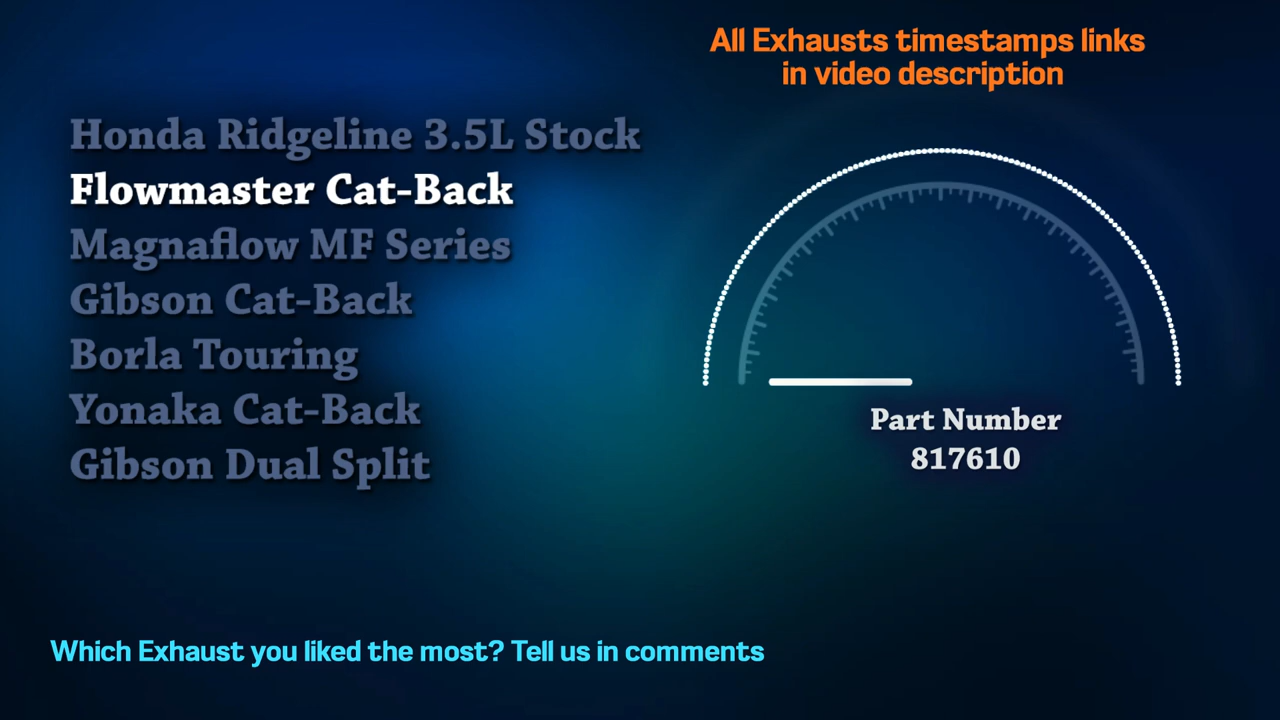 All Exhausts timestamps links
in video description
Honda Ridgeline 3.5L Stock
Flowmaster Cat-Back
Magnaflow MF Series
Gibson Cat-Back
Borla Touring
Yonaka Cat-Back
Gibson Dual Split
Part Number
817610
Which Exhaust you liked the most? Tell us in comments